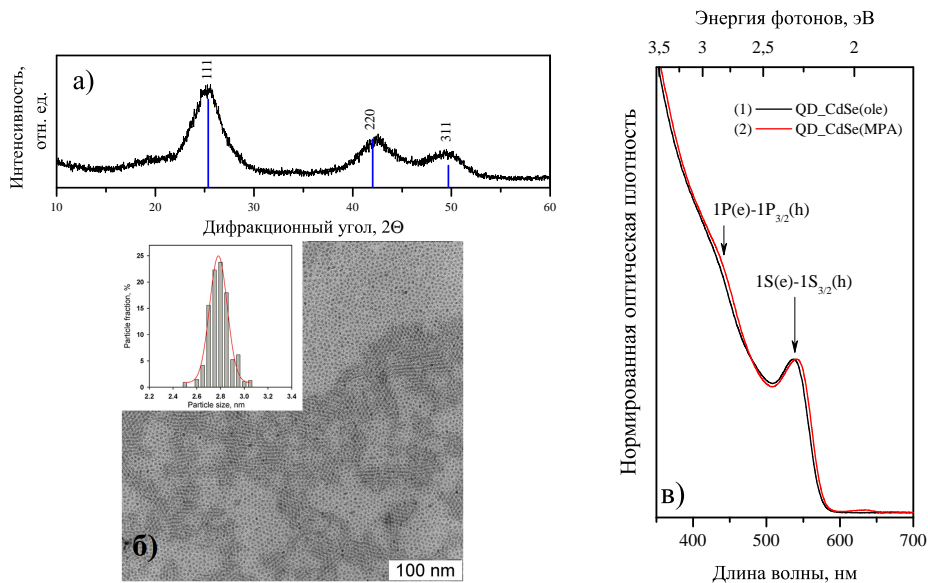 а)
Интенсивность,
отн. ед.
111
220
311
10 20 30 40 50 60
Дифракционный угол, 2Θ
б)
Particle fraction, %
25
20
15
10
5
0
2.2 2.4 2.6 2.8 3.0 3.2 3.4
Particle size, nm
100 nm
Энергия фотонов, эВ
3,5 3 2,5 2
(1) QD_CdSe(ole)
(2) QD_CdSe(MPA)
1P(e)-1P3/2(h)
1S(e)-1S3/2(h)
Нормированная оптическая плотность
в)
400 500 600 700
Длина волны, нм